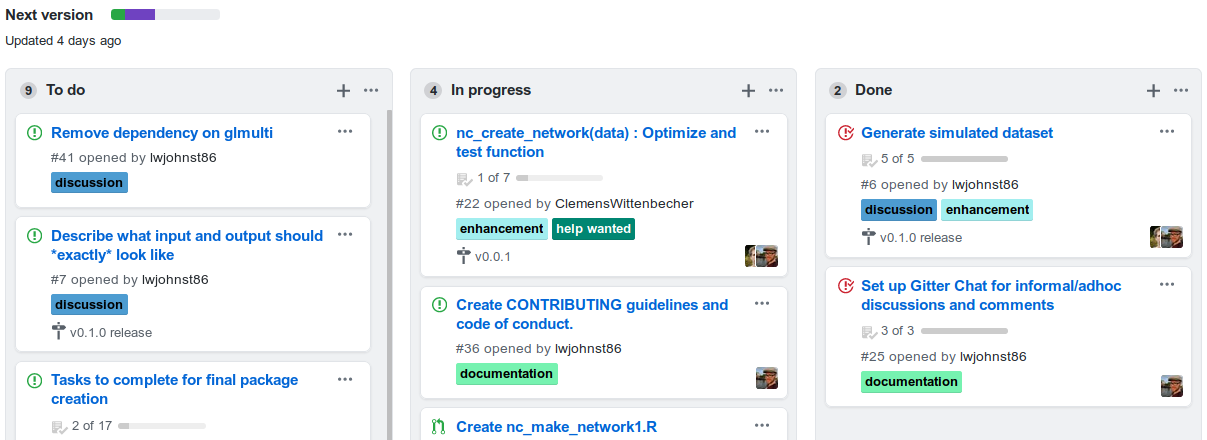 Next version
Updated 4 days ago
9 To do
Remove dependency on glmulti
#41 opened by lwjohnst86
discussion
Describe what input and output should
*exactly* look like
#7 opened by lwjohnst86
discussion
v0.1.0 release
Tasks to complete for final package
creation
2 of 17
4 In progress
nc_create_network(data) : Optimize and
test function
1 of 7
#22 opened by ClemensWittenbecher
enhancement help wanted
v0.0.1
Create CONTRIBUTING guidelines and
code of conduct.
#36 opened by lwjohnst86
documentation
Create nc_make_network1.R
2 Done
Generate simulated dataset
5 of 5
#6 opened by lwjohnst86
discussion enhancement
v0.1.0 release
Set up Gitter Chat for informal/adhoc
discussions and comments
3 of 3
#25 opened by lwjohnst86
documentation